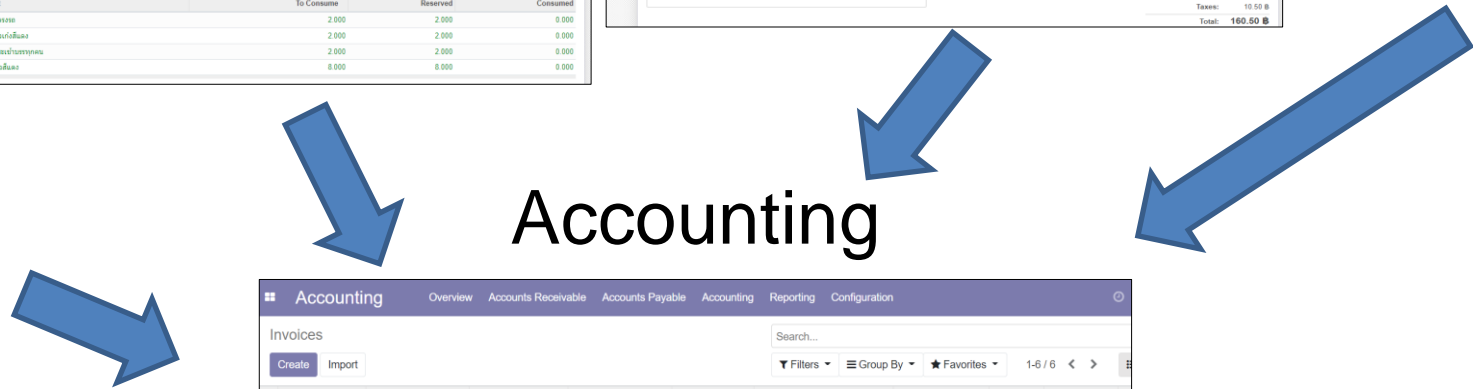 To Consume Reserved Consumed
2.000 2.000 0.000
2.000 2.000 0.000
2.000 2.000 0.000
8.000 8.000 0.000
Taxes: 10.50 ฿
Total: 160.50 ฿
Accounting
Accounting Overview Accounts Receivable Accounts Payable Accounting Reporting Configuration
Invoices Search...
Create Import Filters Group By Favorites 1-6 / 6